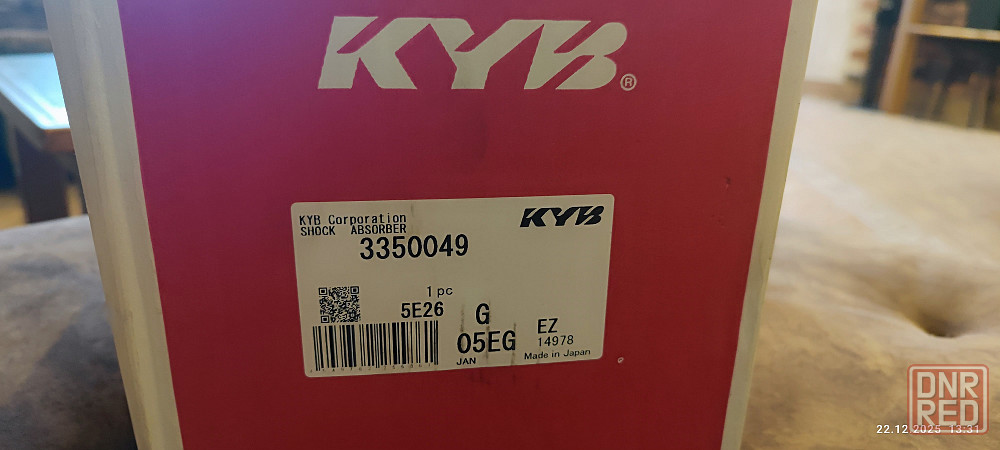 KYB®
KYB Corporation
SHOCK ABSORBER
KYB
3350049
1 pc
5E26
G
05EG
EZ
14978
JAN
Made in Japan
DNR
RED
22.12.2025 13:31